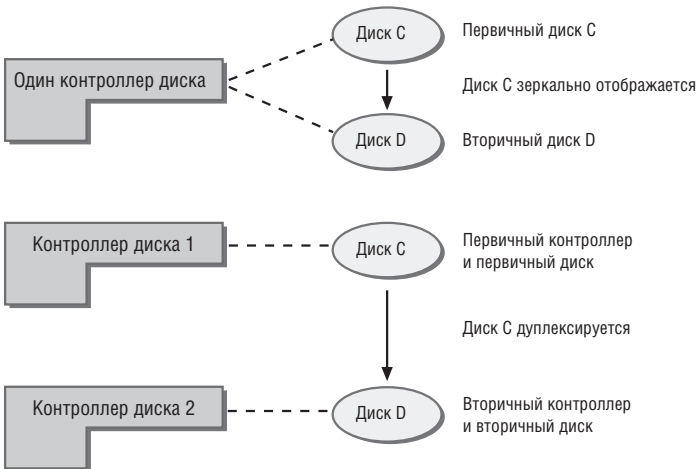 Диск C
Первичный диск C
Один контроллер диска
Диск C зеркально отображается
Диск D
Вторичный диск D
Контроллер диска 1
Диск C
Первичный контроллер
и первичный диск
Диск C дуплексируется
Контроллер диска 2
Диск D
Вторичный контроллер
и вторичный диск